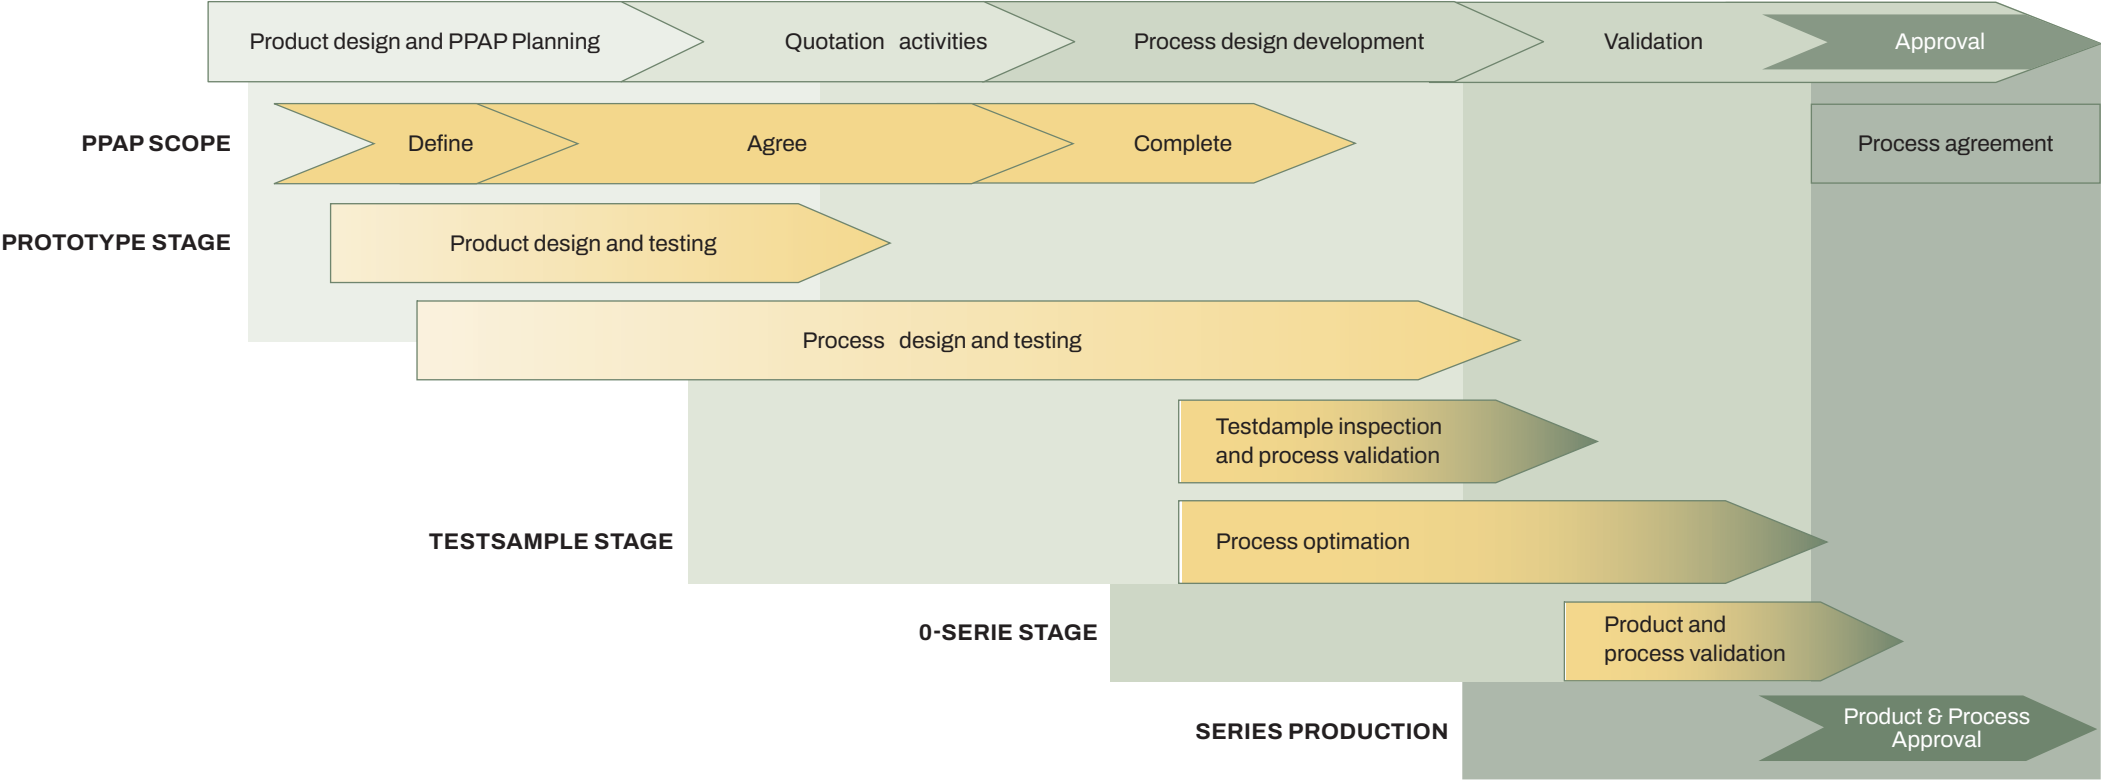 Product design and PPAP Planning
Quotation activities
Process design development
Validation
Approval
PPAP SCOPE
Define
Agree
Complete
Process agreement
PROTOTYPE STAGE
Product design and testing
Process design and testing
Testdample inspection
and process validation
TESTSAMPLE STAGE
Process optimation
0-SERIE STAGE
Product and
process validation
SERIES PRODUCTION
Product & Process
Approval